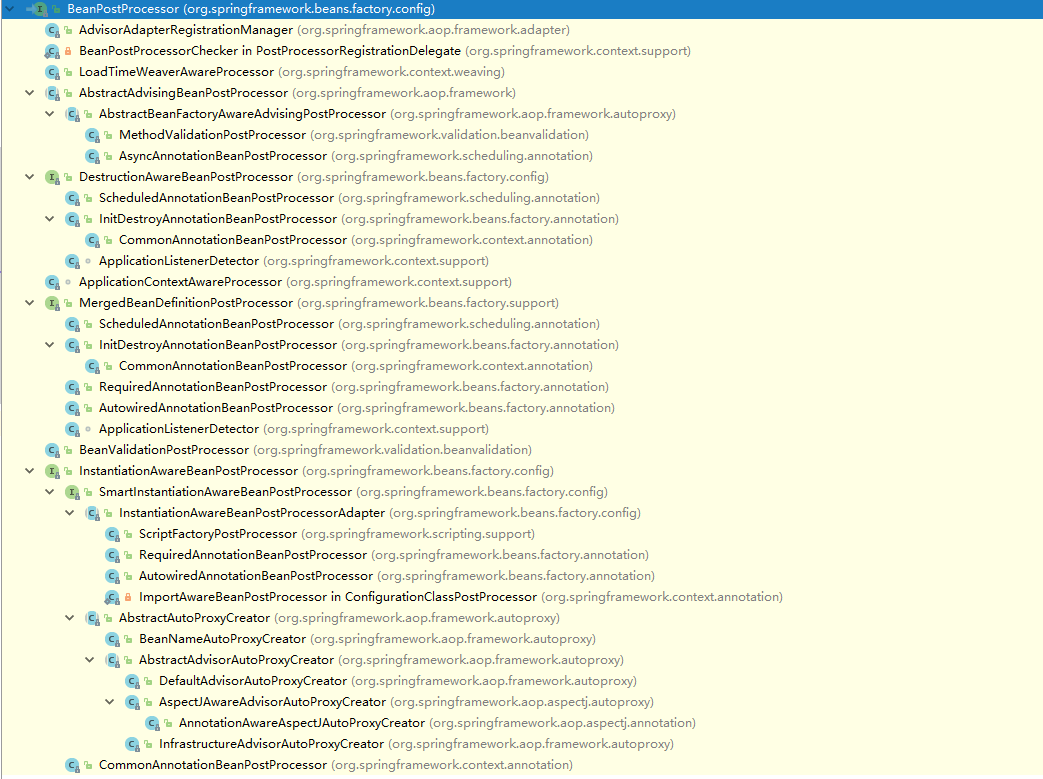 BeanPostProcessor (org.springframework.beans.factory.config)
AdvisorAdapterRegistrationManager (org.springframework.aop.framework.adapter)
BeanPostProcessorChecker in PostProcessorRegistrationDelegate (org.springframework.context.support)
LoadTimeWeaverAwareProcessor (org.springframework.context.weaving)
AbstractAdvisingBeanPostProcessor (org.springframework.aop.framework)
AbstractBeanFactoryAwareAdvisingPostProcessor (org.springframework.aop.framework.autoproxy)
MethodValidationPostProcessor (org.springframework.validation.beanvalidation)
AsyncAnnotationBeanPostProcessor (org.springframework.scheduling.annotation)
DestructionAwareBeanPostProcessor (org.springframework.beans.factory.config)
ScheduledAnnotationBeanPostProcessor (org.springframework.scheduling.annotation)
InitDestroyAnnotationBeanPostProcessor (org.springframework.beans.factory.annotation)
CommonAnnotationBeanPostProcessor (org.springframework.context.annotation)
ApplicationListenerDetector (org.springframework.context.support)
ApplicationContextAwareProcessor (org.springframework.context.support)
MergedBeanDefinitionPostProcessor (org.springframework.beans.factory.support)
ScheduledAnnotationBeanPostProcessor (org.springframework.scheduling.annotation)
InitDestroyAnnotationBeanPostProcessor (org.springframework.beans.factory.annotation)
CommonAnnotationBeanPostProcessor (org.springframework.context.annotation)
RequiredAnnotationBeanPostProcessor (org.springframework.beans.factory.annotation)
AutowiredAnnotationBeanPostProcessor (org.springframework.beans.factory.annotation)
ApplicationListenerDetector (org.springframework.context.support)
BeanValidationPostProcessor (org.springframework.validation.beanvalidation)
InstantiationAwareBeanPostProcessor (org.springframework.beans.factory.config)
SmartInstantiationAwareBeanPostProcessor (org.springframework.beans.factory.config)
InstantiationAwareBeanPostProcessorAdapter (org.springframework.beans.factory.config)
ScriptFactoryPostProcessor (org.springframework.scripting.support)
RequiredAnnotationBeanPostProcessor (org.springframework.beans.factory.annotation)
AutowiredAnnotationBeanPostProcessor (org.springframework.beans.factory.annotation)
ImportAwareBeanPostProcessor in ConfigurationClassPostProcessor (org.springframework.context.annotation)
AbstractAutoProxyCreator (org.springframework.aop.framework.autoproxy)
BeanNameAutoProxyCreator (org.springframework.aop.framework.autoproxy)
AbstractAdvisorAutoProxyCreator (org.springframework.aop.framework.autoproxy)
DefaultAdvisorAutoProxyCreator (org.springframework.aop.framework.autoproxy)
AspectJAwareAdvisorAutoProxyCreator (org.springframework.aop.aspectj.autoproxy)
AnnotationAwareAspectJAutoProxyCreator (org.springframework.aop.aspectj.annotation)
InfrastructureAdvisorAutoProxyCreator (org.springframework.aop.framework.autoproxy)
CommonAnnotationBeanPostProcessor (org.springframework.context.annotation)